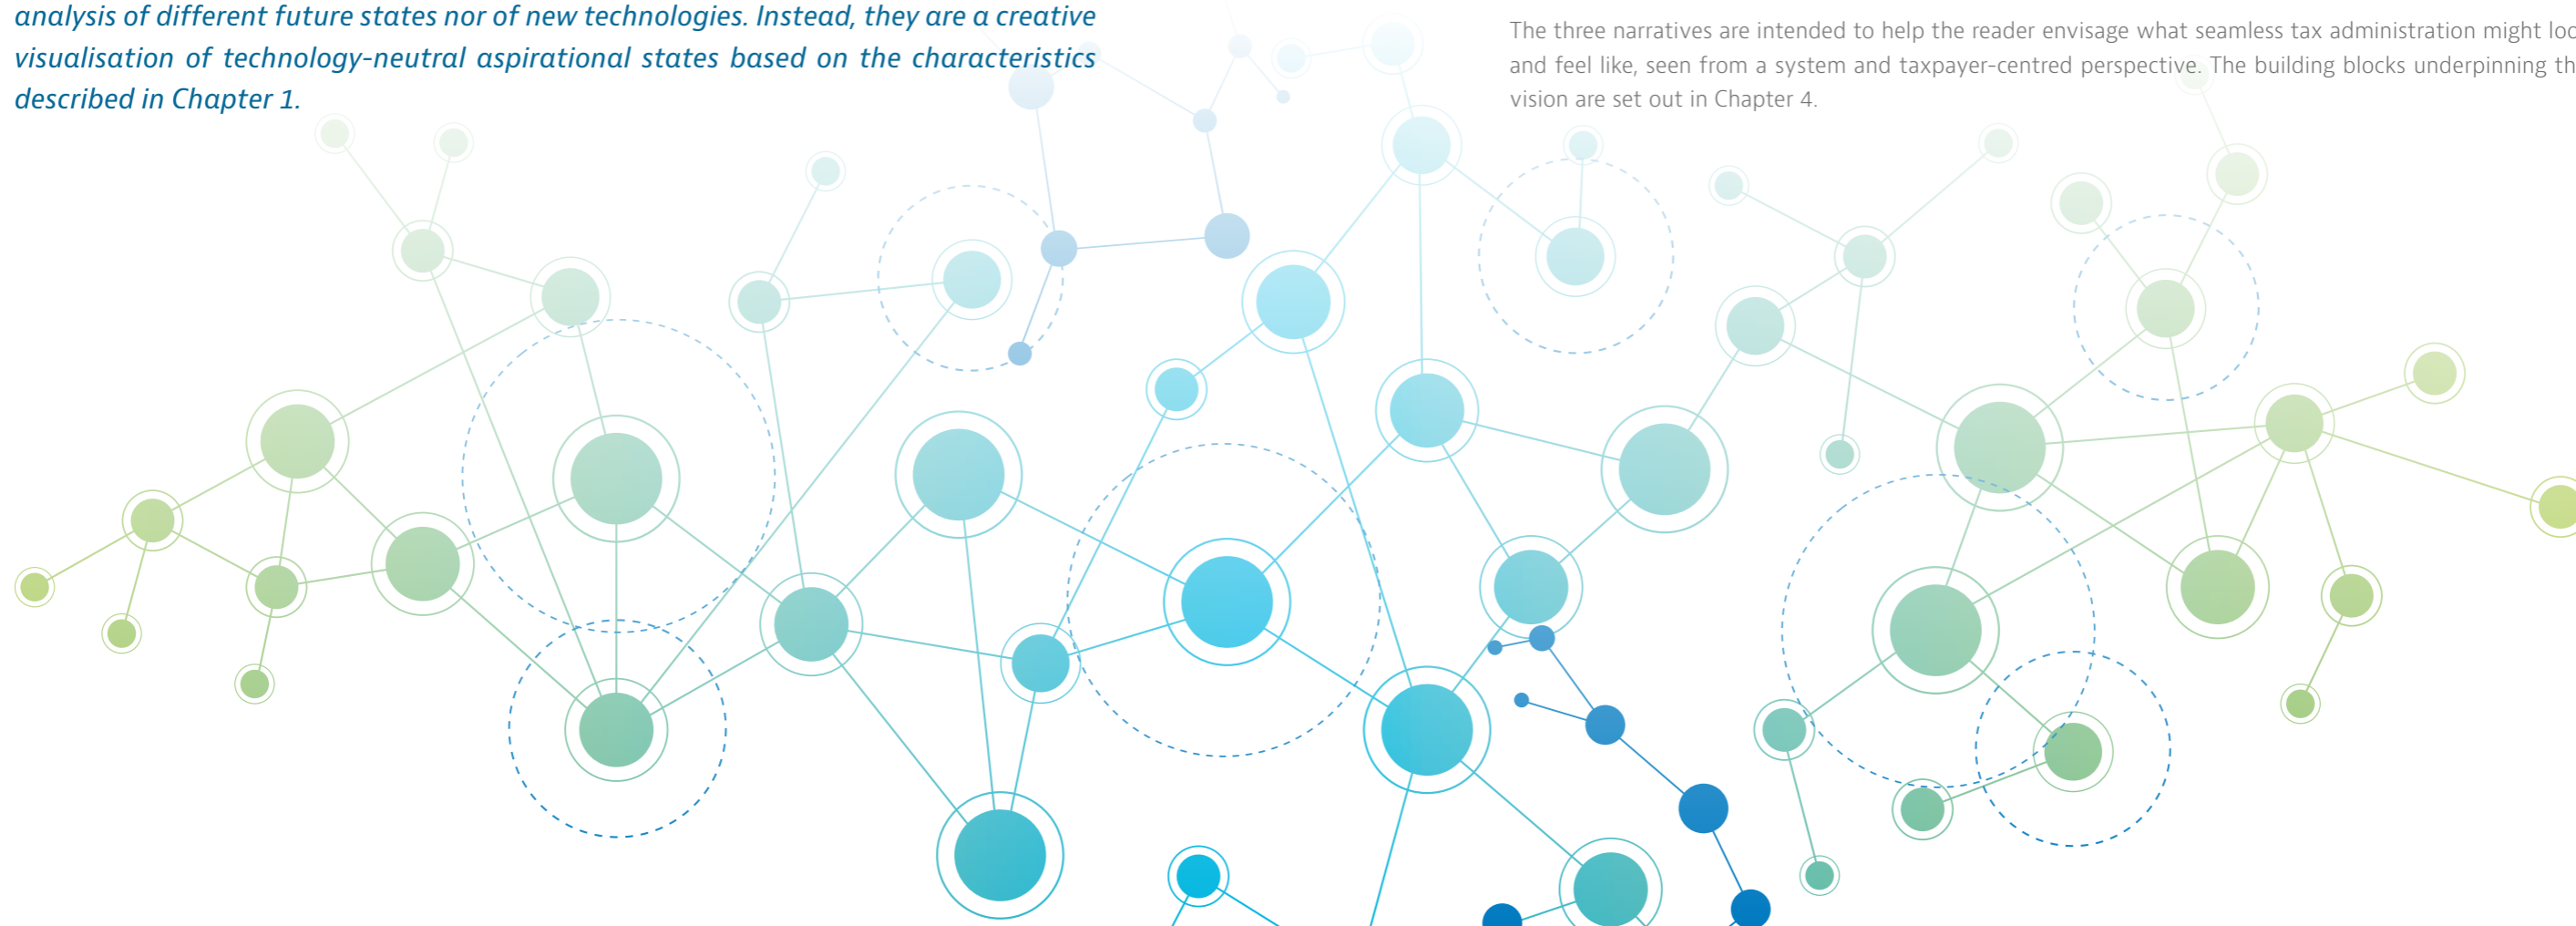 analysis of different future states nor of new technologies. Instead, they are a creative
visualisation of technology-neutral aspirational states based on the characteristics
described in Chapter 1.
The three narratives are intended to help the reader envisage what seamless tax administration might
and feel like, seen from a system and taxpayer-centred perspective. The building blocks underpinning
vision are set out in Chapter 4.